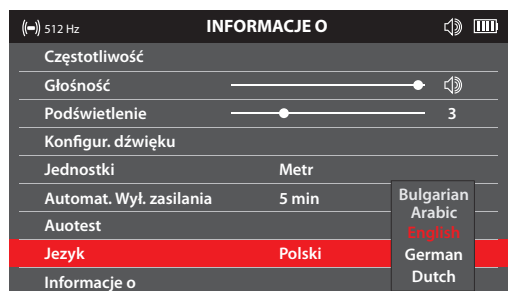 512 Hz INFORMACJE O
Częstotliwość
Głośność
Podświetlenie 3
Konfigur. dźwięku
Jednostki Metr
Automat. Wył. zasilania 5 min
Auotest
Jezyk Polski
Informacje o
Bulgarian
Arabic
English
German
Dutch